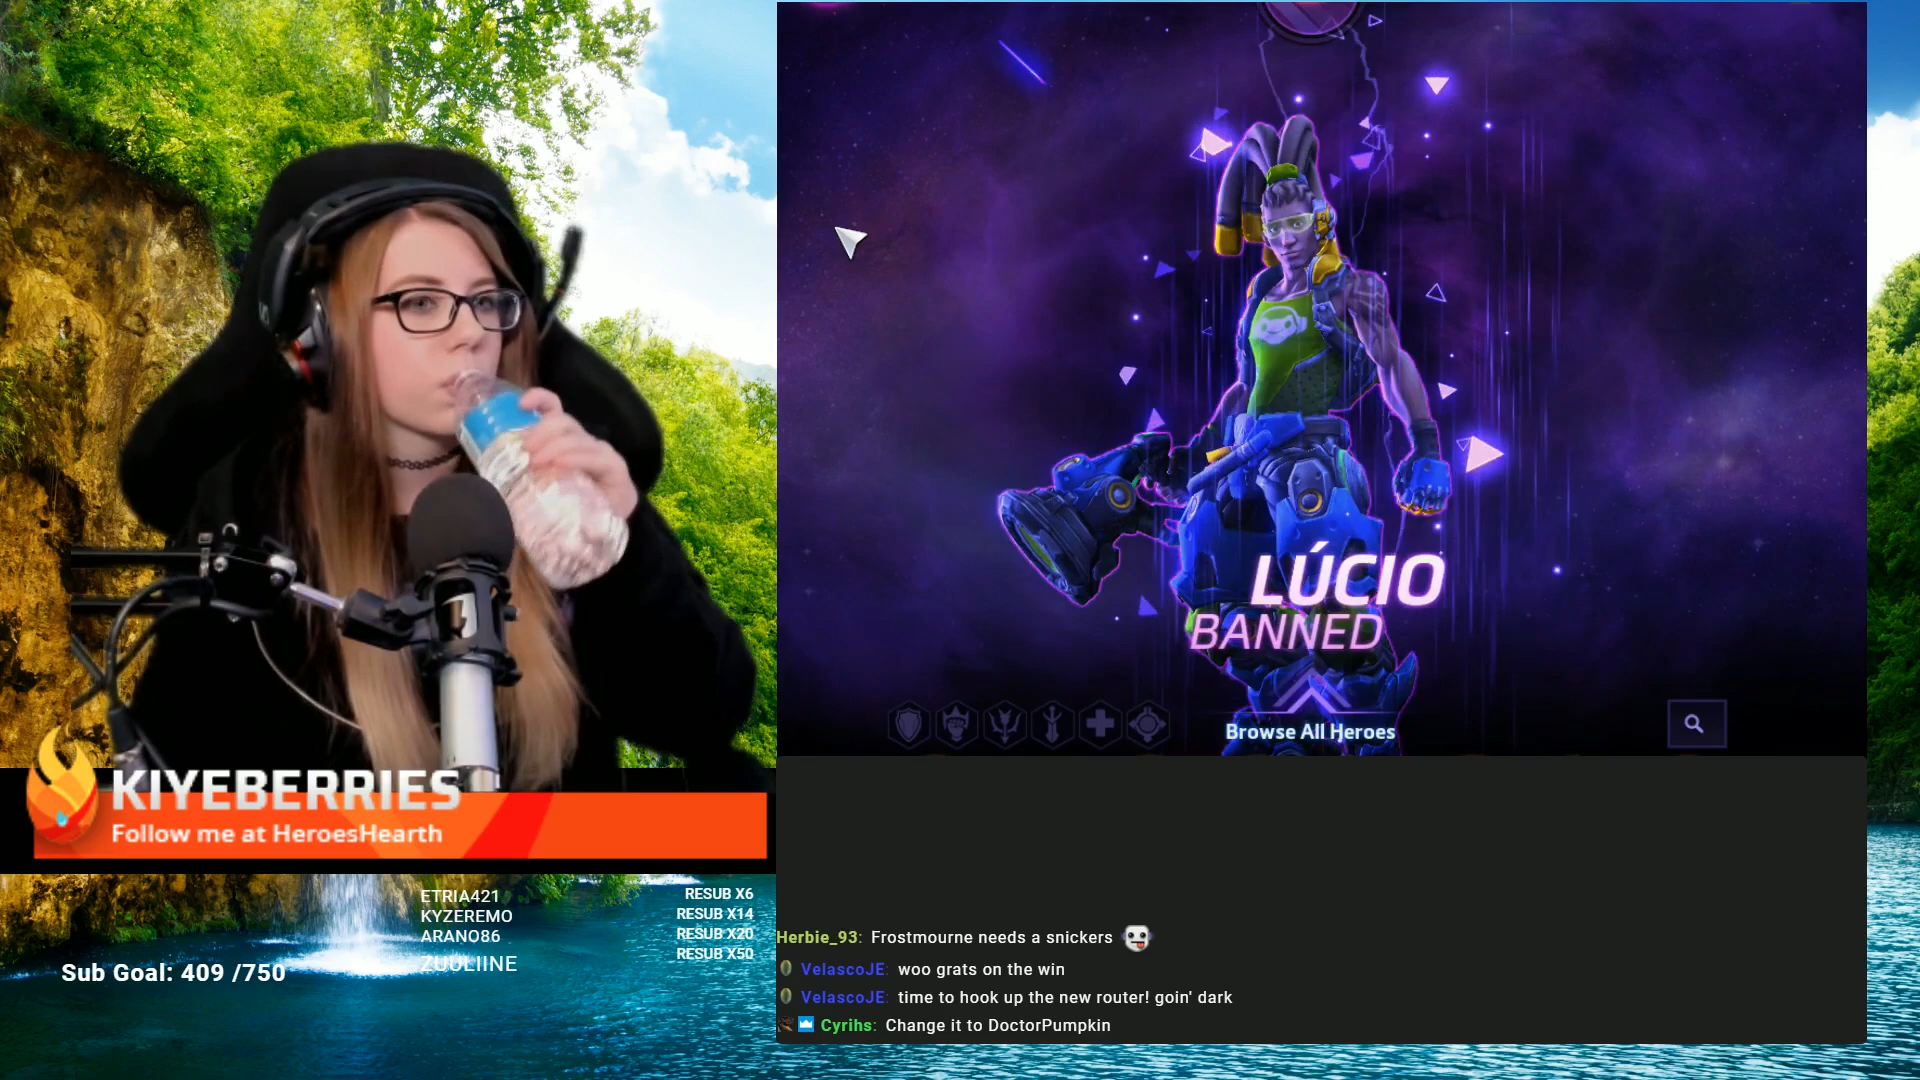 LÚCIO
BANNED
Browse All Heroes
KIYEBERRIES
Follow me at HeroesHearth
ETRIA421 RESUB X6
KYZEREMO RESUB X14
ARANO86 RESUB X20
ZUULIINE RESUB X50
Sub Goal: 409 /750
Herbie_93: Frostmourne needs a snickers
VelascoJE: woo grats on the win
VelascoJE: time to hook up the new router! goin' dark
Cyrihs: Change it to DoctorPumpkin